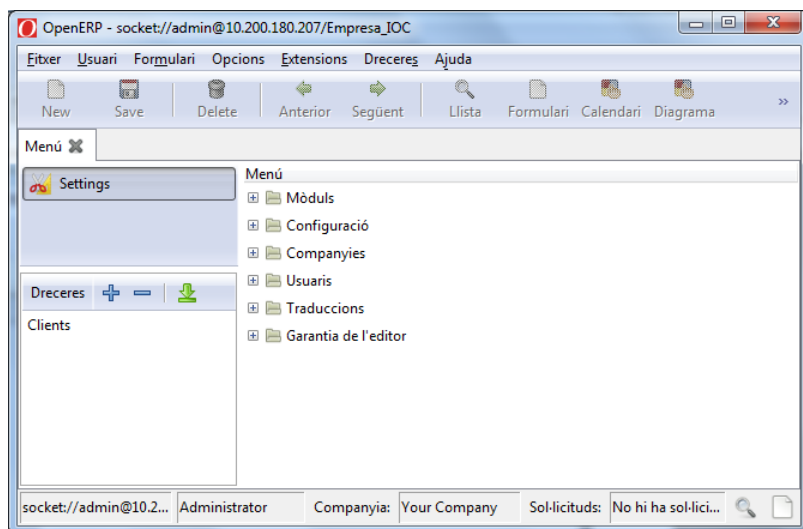 OpenERP - socket://admin@10.200.180.207/Empresa_IOC
Fitxer Usuari Formulari Opcions Extensions Dreceres Ajuda
New Save Delete Anterior Següent Llista Formulari Calendari Diagrama »
Menú
Settings
Menú
Mòduls
Configuració
Companyies
Usuaris
Traduccions
Garantia de l'editor
Dreceres
Clients
socket://admin@10.2... Administrator Companyia: Your Company Sol·licituds: No hi ha sol·lici...